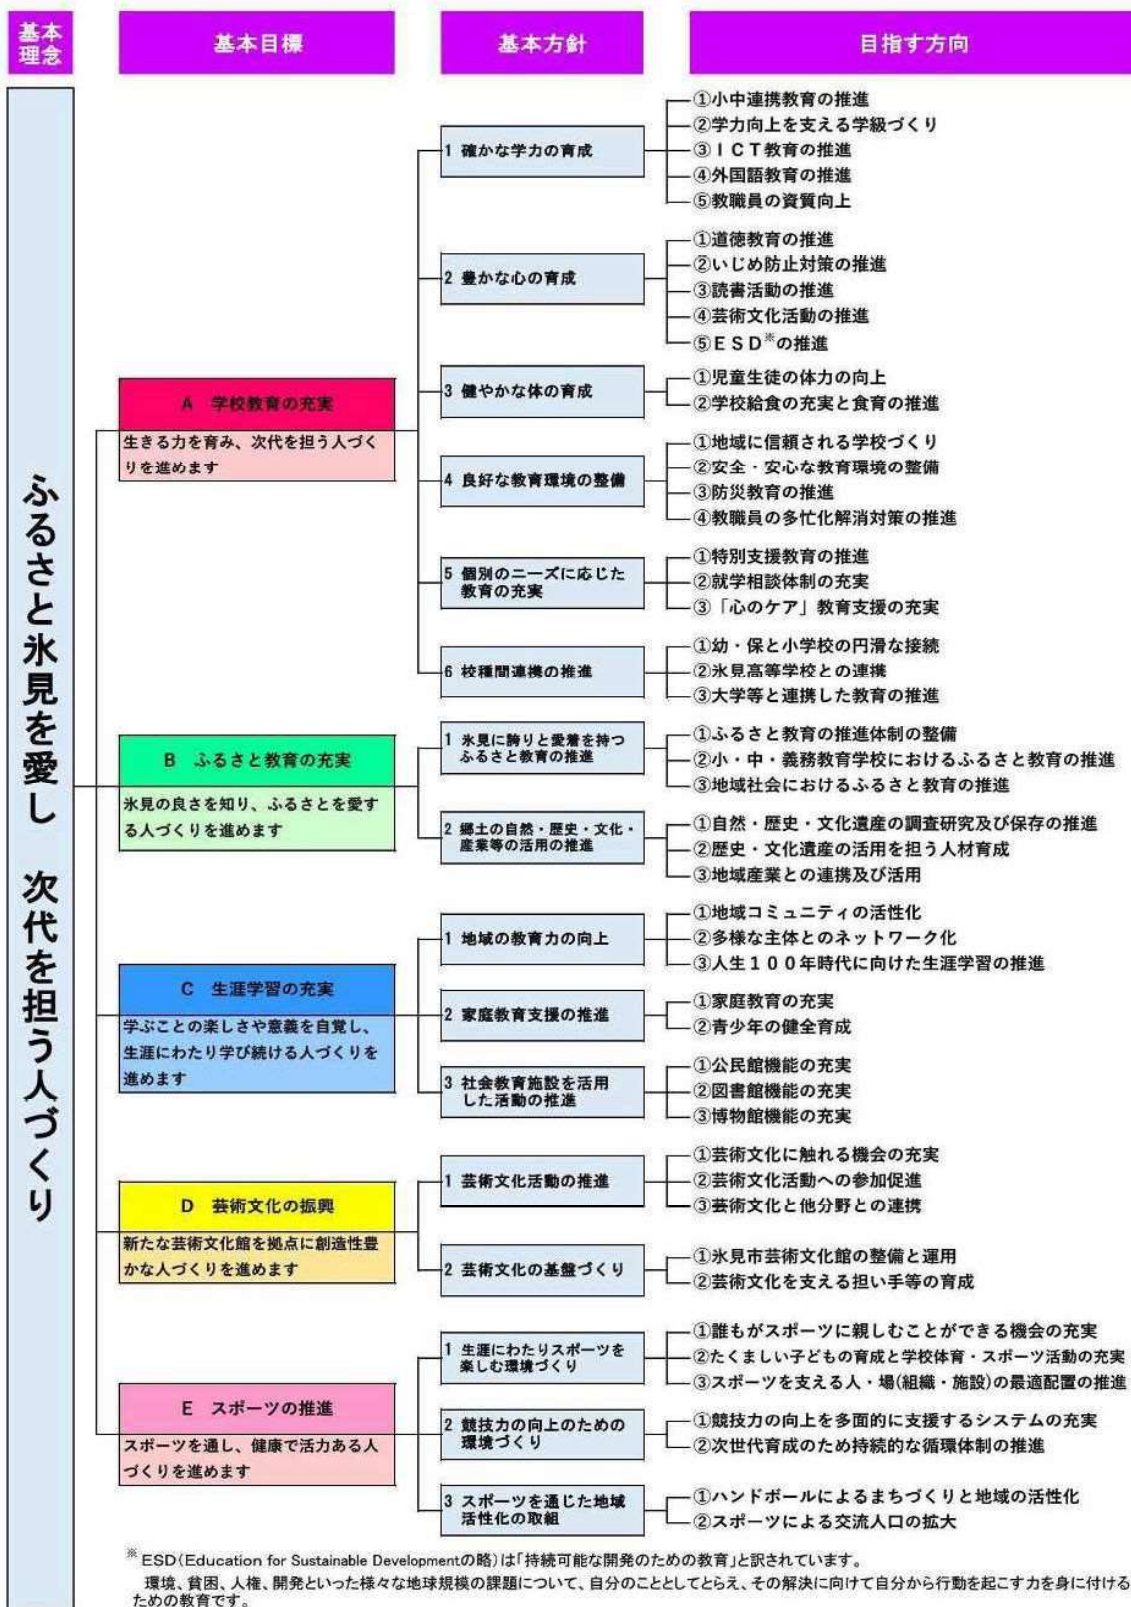 基本
理念
基本目標
基本方針
目指す方向
ふるさと氷見を愛し 次代を担う人づくり
A 学校教育の充実
生きる力を育み、次代を担う人づく
りを進めます
1 確かな学力の育成
①小中連携教育の推進
②学力向上を支える学級づくり
③ICT教育の推進
④外国語教育の推進
⑤教職員の資質向上
2 豊かな心の育成
①道徳教育の推進
②いじめ防止対策の推進
③読書活動の推進
④芸術文化活動の推進
⑤ESD※の推進
3 健やかな体の育成
①児童生徒の体力の向上
②学校給食の充実と食育の推進
4 良好な教育環境の整備
①地域に信頼される学校づくり
②安全・安心な教育環境の整備
③防災教育の推進
④教職員の多忙化解消対策の推進
5 個別のニーズに応じた
教育の充実
①特別支援教育の推進
②就学相談体制の充実
③「心のケア」教育支援の充実
6 校種間連携の推進
①幼・保と小学校の円滑な接続
②氷見高等学校との連携
③大学等と連携した教育の推進
B ふるさと教育の充実
氷見の良さを知り、ふるさとを愛す
る人づくりを進めます
1 氷見に誇りと愛着を持つ
ふるさと教育の推進
①ふるさと教育の推進体制の整備
②小・中・義務教育学校におけるふるさと教育の推進
③地域社会におけるふるさと教育の推進
2 郷土の自然・歴史・文化・
産業等の活用の推進
①自然・歴史・文化遺産の調査研究及び保存の推進
②歴史・文化遺産の活用を担う人材育成
③地域産業との連携及び活用
C 生涯学習の充実
学ぶことの楽しさや意義を自覚し、
生涯にわたり学び続ける人づくりを
進めます
1 地域の教育力の向上
①地域コミュニティの活性化
②多様な主体とのネットワーク化
③人生100年時代に向けた生涯学習の推進
2 家庭教育支援の推進
①家庭教育の充実
②青少年の健全育成
3 社会教育施設を活用
した活動の推進
①公民館機能の充実
②図書館機能の充実
③博物館機能の充実
D 芸術文化の振興
新たな芸術文化館を拠点に創造性豊
かな人づくりを進めます
1 芸術文化活動の推進
①芸術文化に触れる機会の充実
②芸術文化活動への参加促進
③芸術文化と他分野との連携
2 芸術文化の基盤づくり
①氷見市芸術文化館の整備と運用
②芸術文化を支える担い手等の育成
E スポーツの推進
スポーツを通し、健康で活力ある人
づくりを進めます
1 生涯にわたりスポーツを
楽しむ環境づくり
①誰もがスポーツに親しむことができる機会の充実
②たくましい子どもの育成と学校体育・スポーツ活動の充実
③スポーツを支える人・場(組織・施設)の最適配置の推進
2 競技力の向上のための
環境づくり
①競技力の向上を多面的に支援するシステムの充実
②次世代育成のため持続的な循環体制の推進
3 スポーツを通じた地域
活性化の取組
①ハンドボールによるまちづくりと地域の活性化
②スポーツによる交流人口の拡大
※ ESD(Education for Sustainable Developmentの略)は「持続可能な開発のための教育」と訳されています。
環境、貧困、人権、開発といった様々な地球規模の課題について、自分のこととしてとらえ、その解決に向けて自分から行動を起こす力を身に付ける
ための教育です。